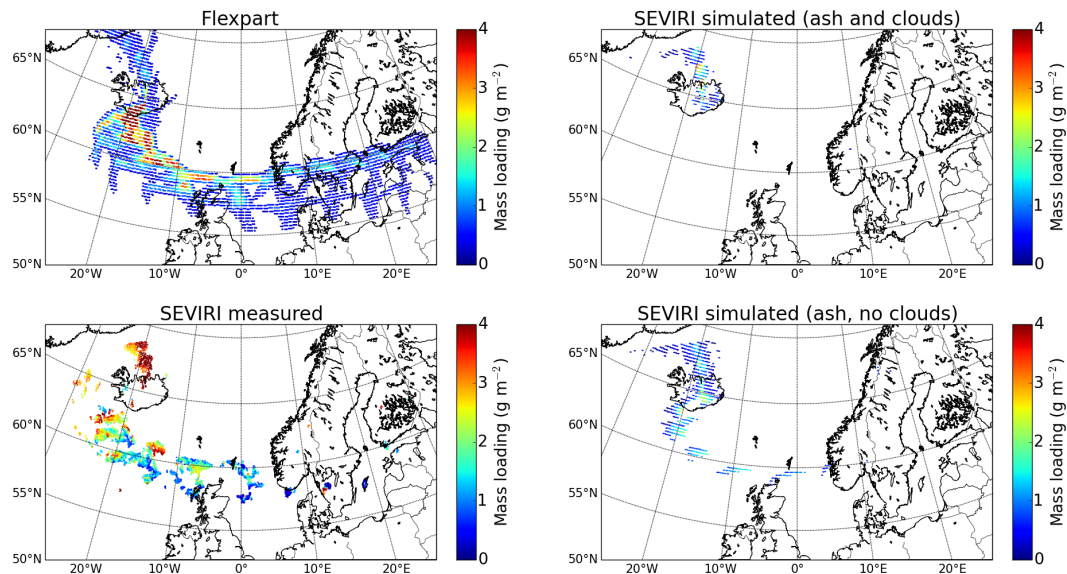 Flexpart
65°N
60°N
55°N
50°N
20°W
10°W
0°
10°E
20°E
4
3
2
1
0
Mass loading (g m⁻²)
SEVIRI simulated (ash and clouds)
65°N
60°N
55°N
50°N
20°W
10°W
0°
10°E
20°E
4
3
2
1
0
Mass loading (g m⁻²)
SEVIRI measured
65°N
60°N
55°N
50°N
20°W
10°W
0°
10°E
20°E
4
3
2
1
0
Mass loading (g m⁻²)
SEVIRI simulated (ash, no clouds)
65°N
60°N
55°N
50°N
20°W
10°W
0°
10°E
20°E
4
3
2
1
0
Mass loading (g m⁻²)